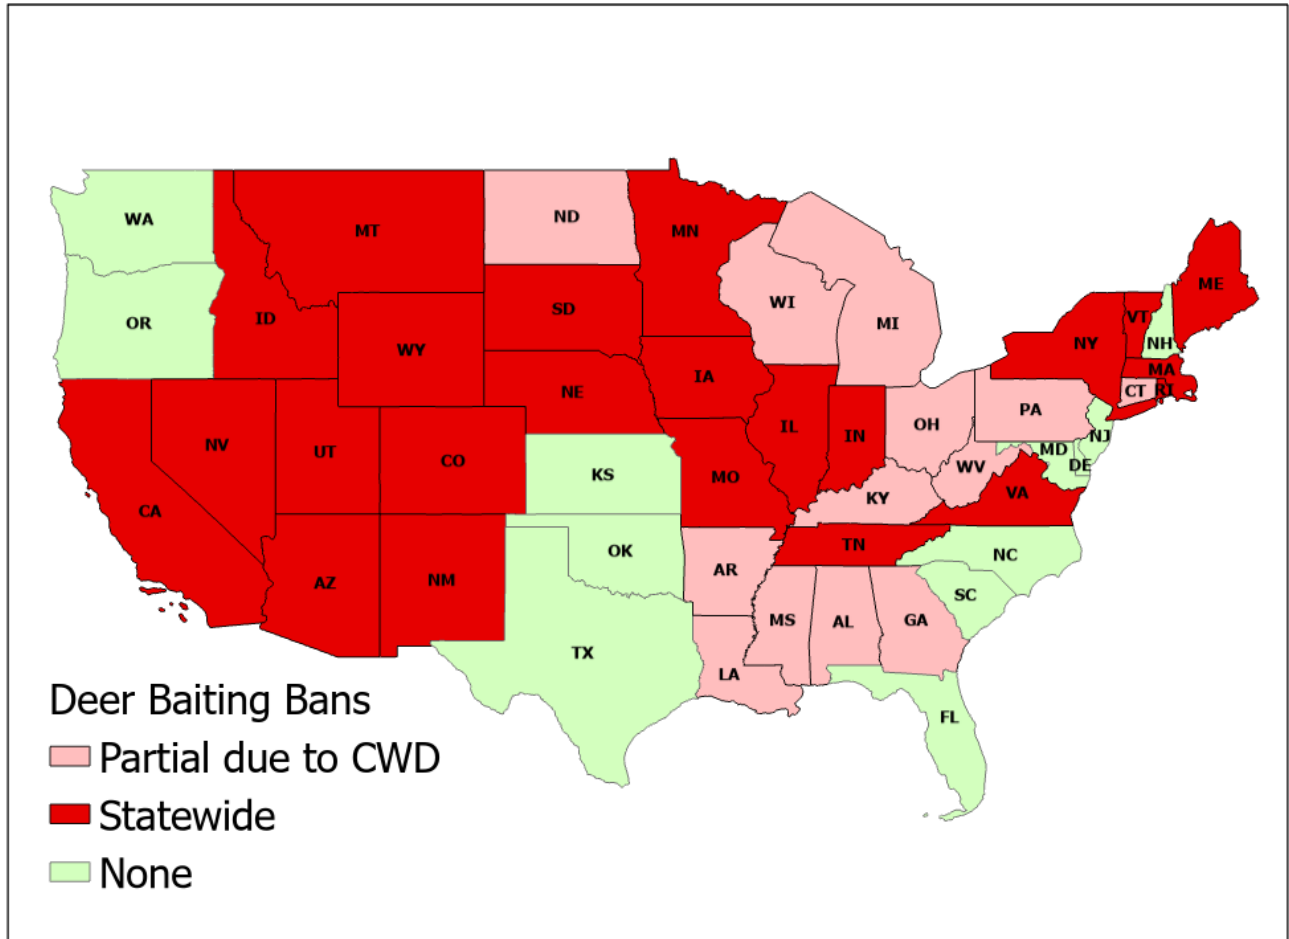 WA
MT
ND
MN
ME
OR
ID
SD
WI
MI
VT
NY
NH
WY
IA
MA
NE
CT
RI
NV
UT
CO
IL
IN
OH
PA
NJ
KS
MO
MD
WV
DE
CA
KY
VA
AZ
NM
OK
AR
TN
NC
SC
TX
MS
AL
GA
LA
FL
Deer Baiting Bans
Partial due to CWD
Statewide
None